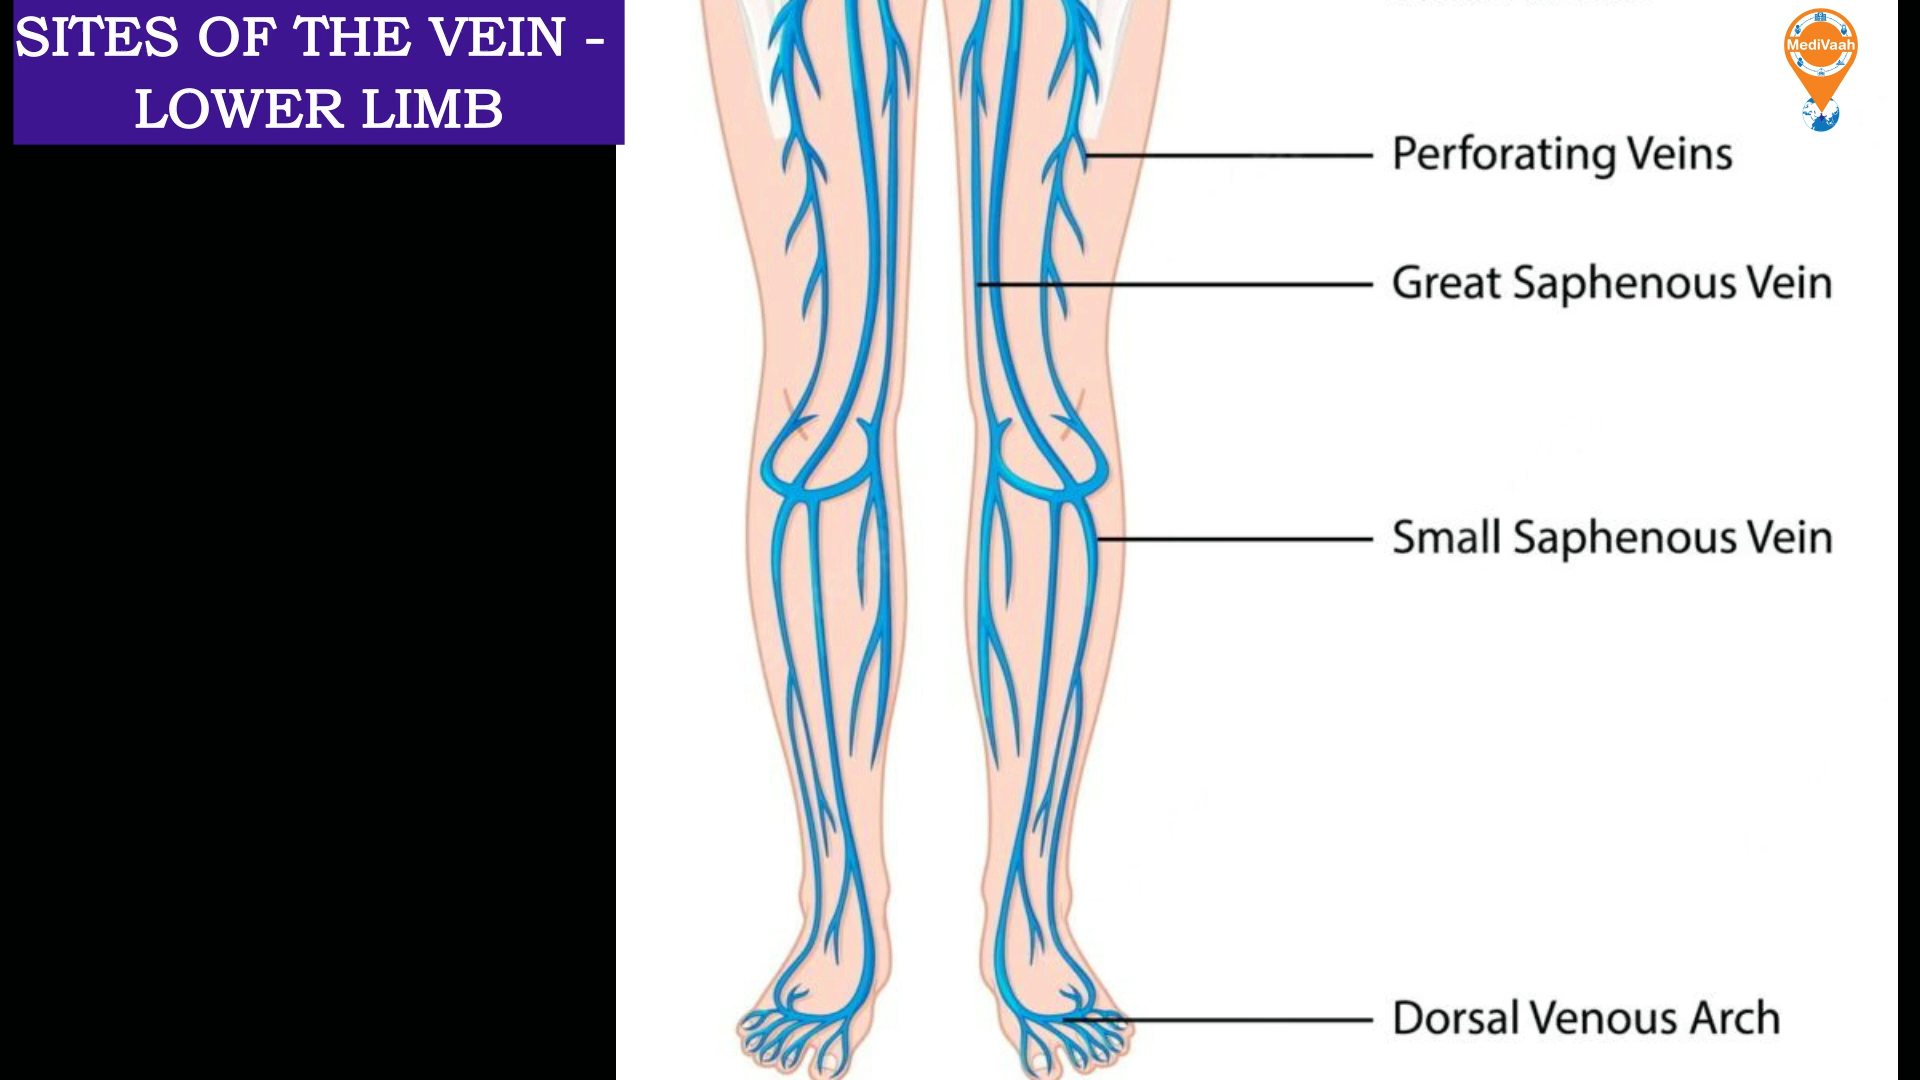 SITES OF THE VEIN -
LOWER LIMB
MediVaah
Perforating Veins
Great Saphenous Vein
Small Saphenous Vein
Dorsal Venous Arch